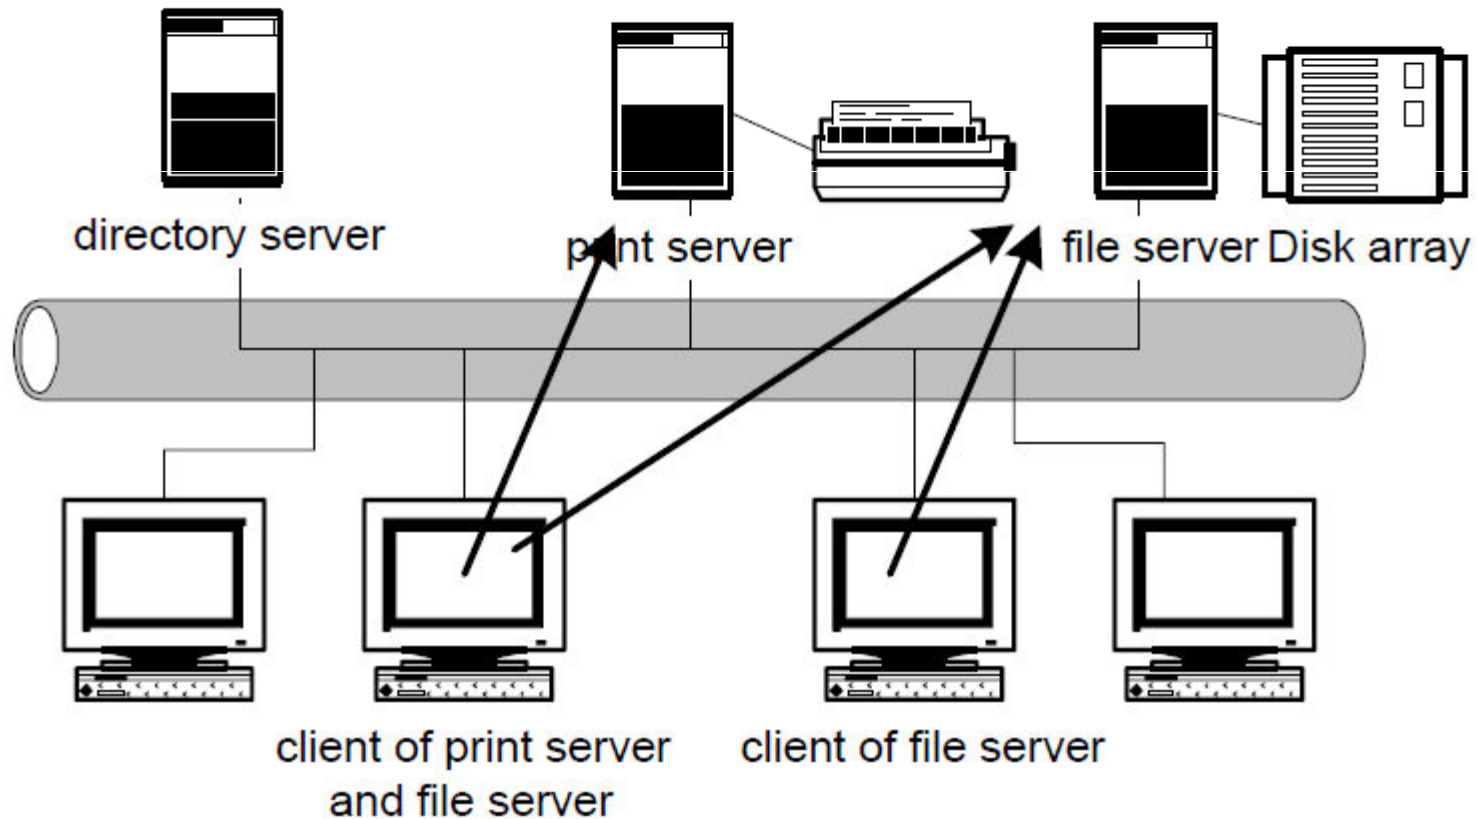 directory server
print server
file server
Disk array
client of print server
and file server
client of file server